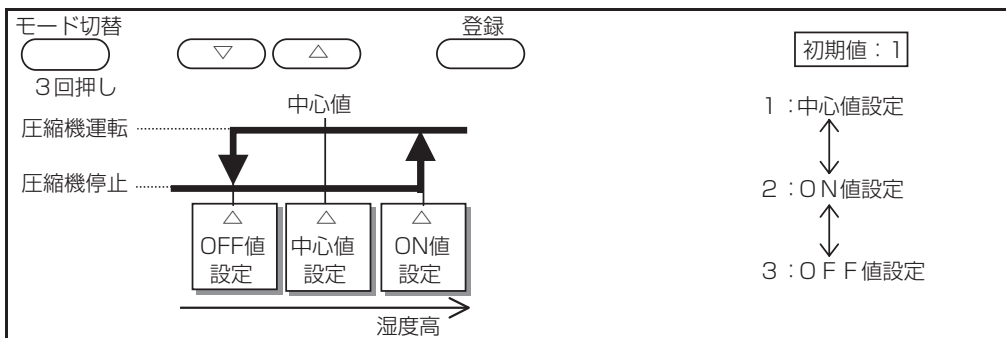 モード切替
▽
△
登録
3回押し
初期値:1
中心値
圧縮機運転
圧縮機停止
△
OFF値
設定
△
中心値
設定
△
ON値
設定
湿度高
1:中心値設定
2:ON値設定
3:OFF値設定